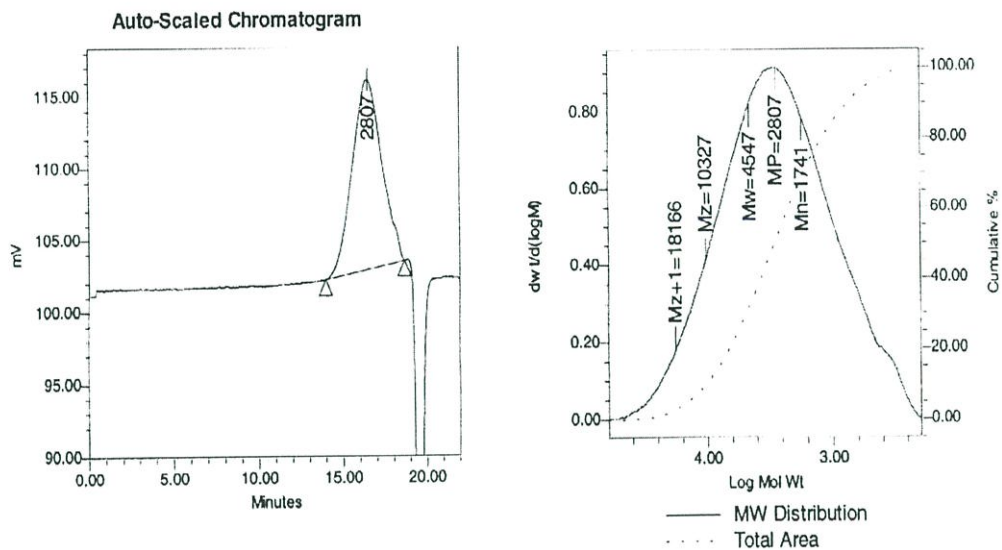 Auto-Scaled Chromatogram
115.00
110.00
105.00
100.00
95.00
90.00
mV
2807
0.00
5.00
10.00
15.00
20.00
Minutes
0.80
0.60
0.40
0.20
0.00
dw t/d(logM)
Mz+1=18166
Mz=10327
Mw=4547
MP=2807
Mn=1741
100.00
80.00
60.00
40.00
20.00
0.00
Cumulative %
4.00
3.00
Log Mol Wt
MW Distribution
Total Area